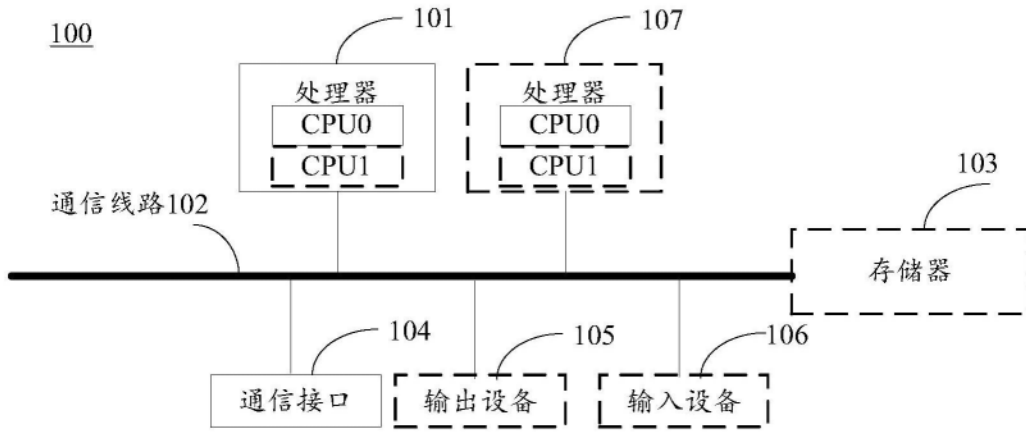 100
101
107
处理器
CPU0
CPU1
处理器
CPU0
CPU1
103
通信线路102
存储器
104
105
106
通信接口
输出设备
输入设备